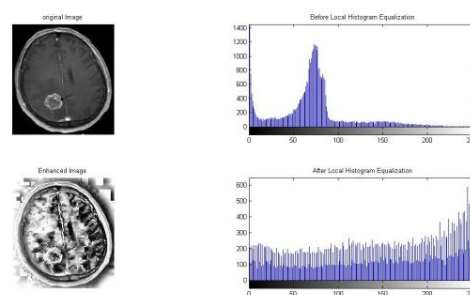 original Image
Before Local Histogram Equalization
1400
1200
1000
800
600
400
200
0
0 50 100 150 200
Enhanced Image
After Local Histogram Equalization
600
500
400
300
200
100
0
0 50 100 150 200